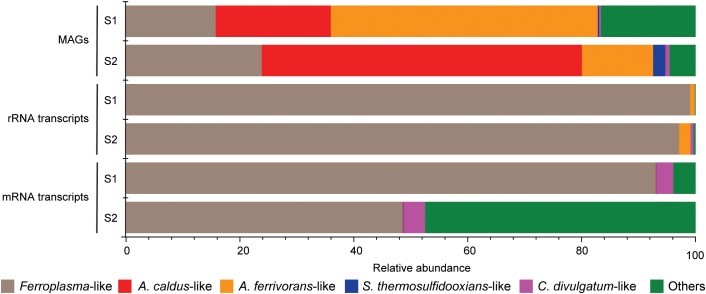 S1
MAGs
S2
S1
rRNA transcripts
S2
S1
mRNA transcripts
S2
0 20 40 60 80 100
Relative abundance
Ferroplasma-like A. caldus-like A. ferrivorans-like S. thermosulfidooxians-like C. divulgatum-like Others